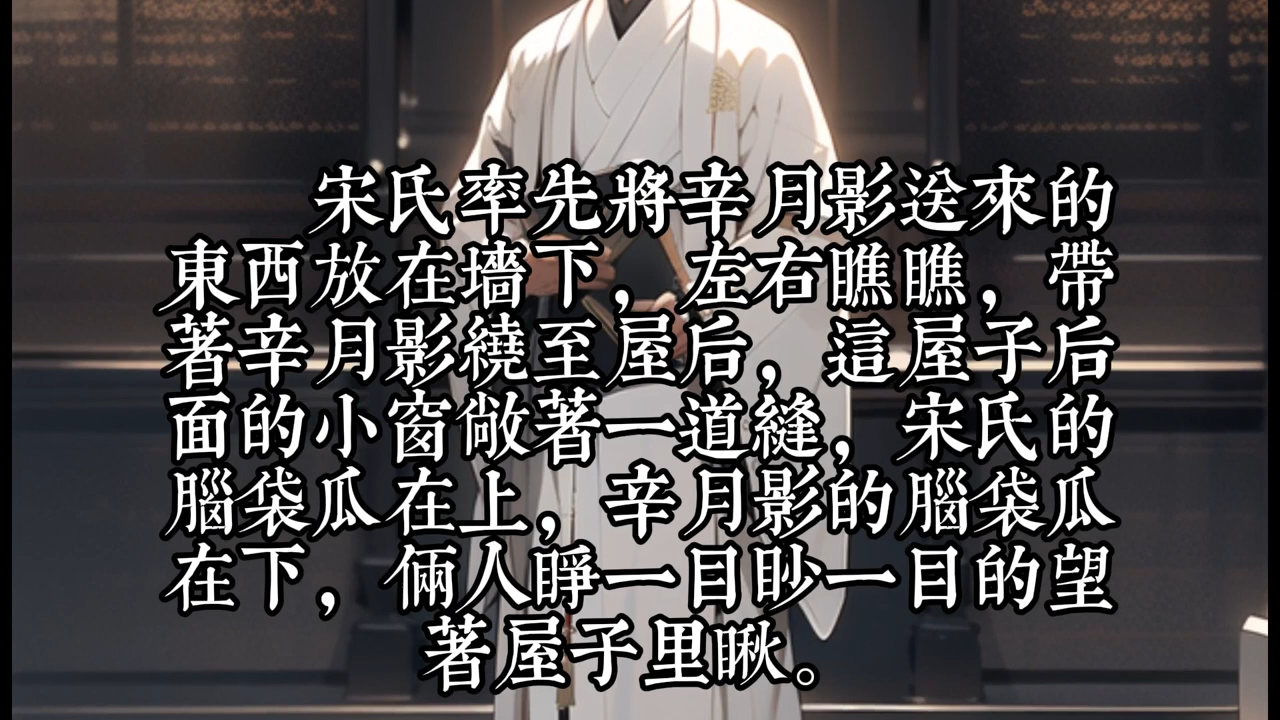 宋氏率先將辛月影送來的
東西放在墻下，左右瞧瞧，帶
著辛月影繞至屋后，這屋子后
面的小窗敞著一道縫，宋氏的
腦袋瓜在上，辛月影的腦袋瓜
在下，倆人睜一目眇一目的望
著屋子里瞅。